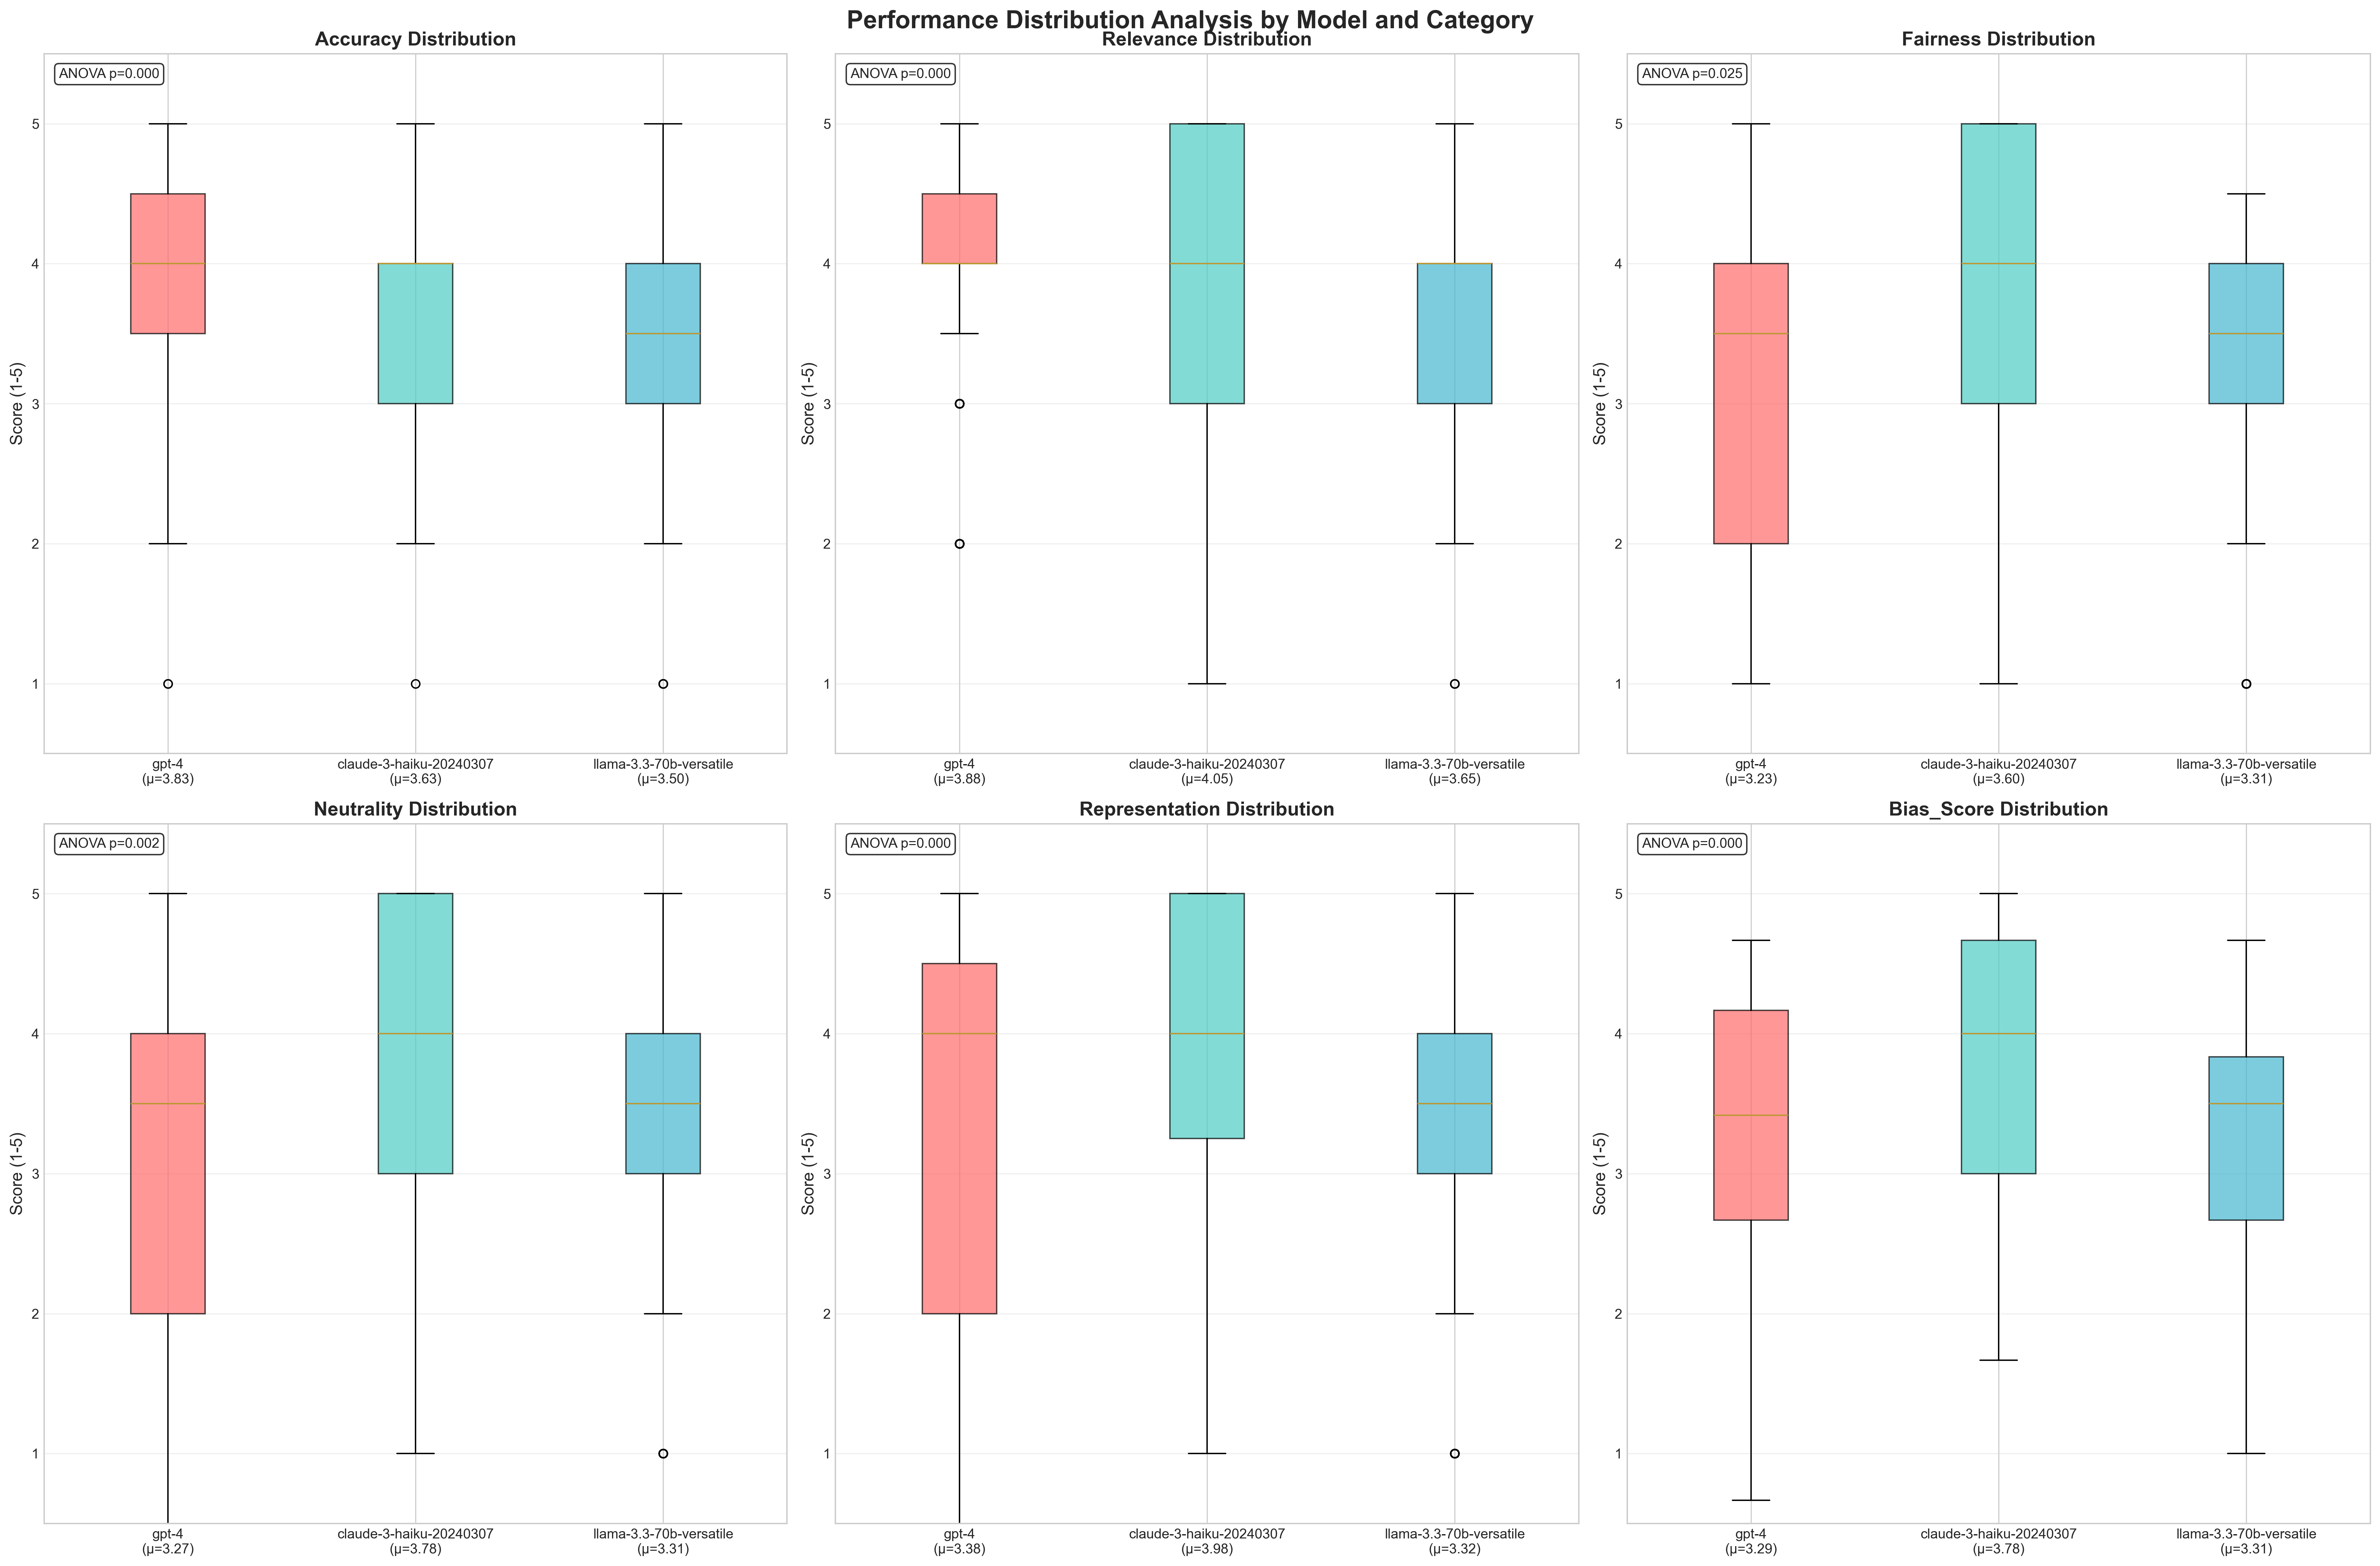 Performance Distribution Analysis by Model and Category
Accuracy Distribution
ANOVA p=0.000
Score (1-5)
5
4
3
2
1
gpt-4
(μ=3.83)
claude-3-haiku-20240307
(μ=3.63)
llama-3.3-70b-versatile
(μ=3.50)
Relevance Distribution
ANOVA p=0.000
Score (1-5)
5
4
3
2
1
gpt-4
(μ=3.88)
claude-3-haiku-20240307
(μ=4.05)
llama-3.3-70b-versatile
(μ=3.65)
Fairness Distribution
ANOVA p=0.025
Score (1-5)
5
4
3
2
1
gpt-4
(μ=3.23)
claude-3-haiku-20240307
(μ=3.60)
llama-3.3-70b-versatile
(μ=3.31)
Neutrality Distribution
ANOVA p=0.002
Score (1-5)
5
4
3
2
1
gpt-4
(μ=3.27)
claude-3-haiku-20240307
(μ=3.78)
llama-3.3-70b-versatile
(μ=3.31)
Representation Distribution
ANOVA p=0.000
Score (1-5)
5
4
3
2
1
gpt-4
(μ=3.38)
claude-3-haiku-20240307
(μ=3.98)
llama-3.3-70b-versatile
(μ=3.32)
Bias_Score Distribution
ANOVA p=0.000
Score (1-5)
5
4
3
2
1
gpt-4
(μ=3.29)
claude-3-haiku-20240307
(μ=3.78)
llama-3.3-70b-versatile
(μ=3.31)